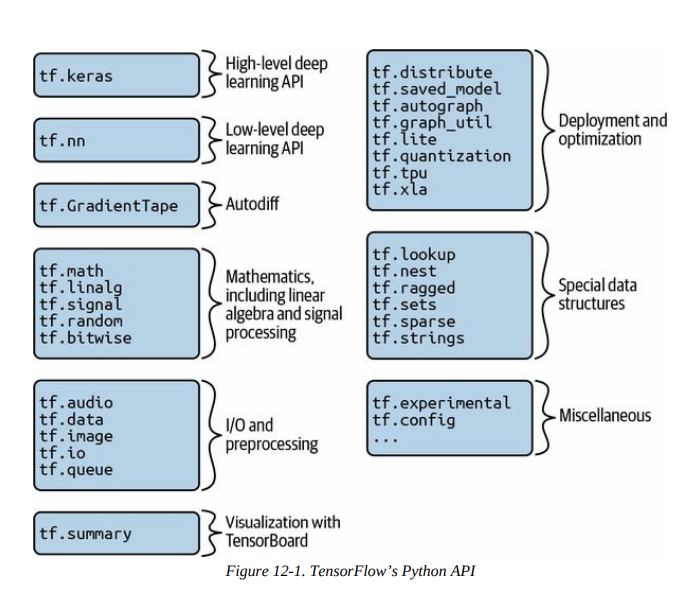 tf.keras
High-level deep
learning API
tf.nn
Low-level deep
learning API
tf.GradientTape
Autodiff
tf.math
tf.linalg
tf.signal
tf.random
tf.bitwise
Mathematics,
including linear
algebra and signal
processing
tf.audio
tf.data
tf.image
tf.io
tf.queue
I/O and
preprocessing
tf.summary
Visualization with
TensorBoard
tf.distribute
tf.saved_model
tf.autograph
tf.graph_util
tf.lite
tf.quantization
tf.tpu
tf.xla
Deployment and
optimization
tf.lookup
tf.nest
tf.ragged
tf.sets
tf.sparse
tf.strings
Special data
structures
tf.experimental
tf.config
...
Miscellaneous
Figure 12-1. TensorFlow’s Python API